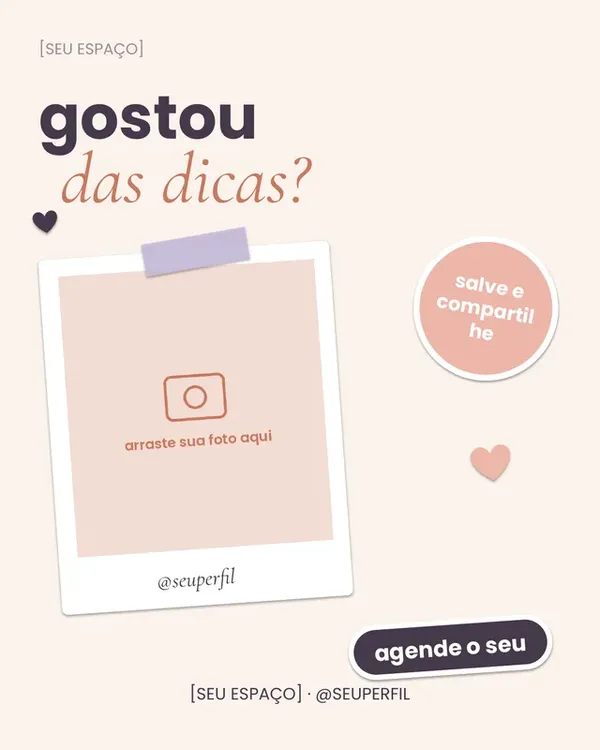 [SEU ESPAÇO]
gostou
das dicas?
salve e
compartil
he
arraste sua foto aqui
@seuperfil
agende o seu
[SEU ESPAÇO] · @SEUPERFIL